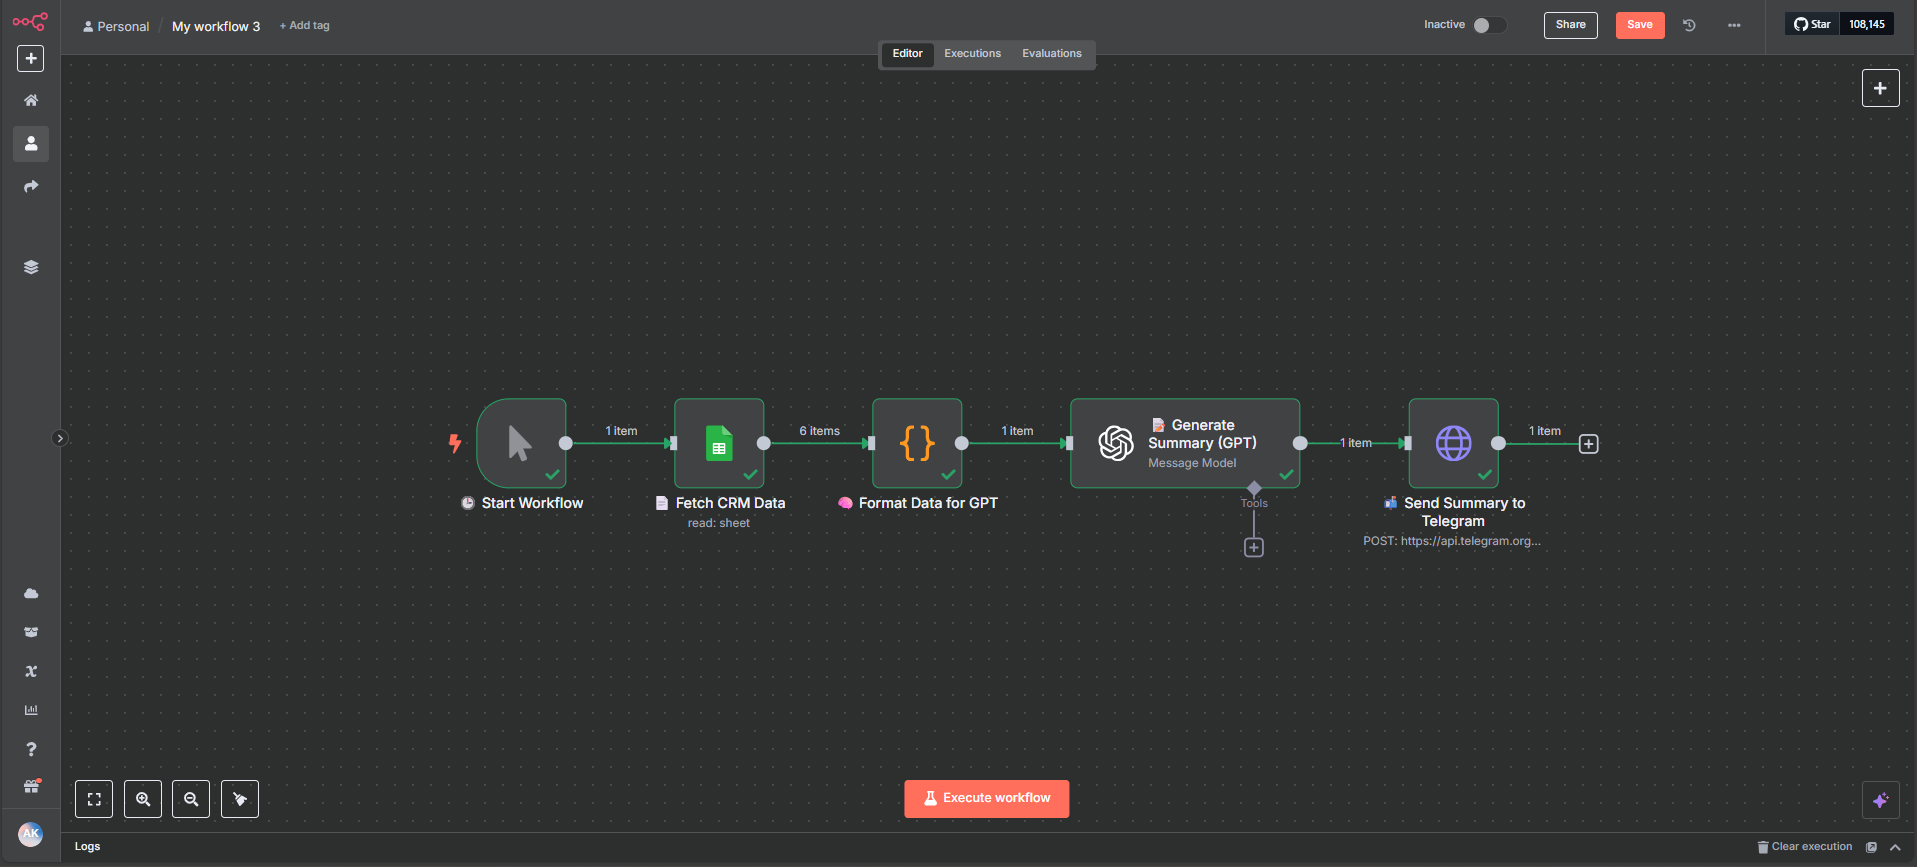 Personal / My workflow 3 + Add tag
Inactive
Share
Save
Star 108,145
Editor Executions Evaluations
1 item
6 items
1 item
1 item
1 item
Start Workflow
Fetch CRM Data
read: sheet
Format Data for GPT
Generate
Summary (GPT)
Message Model
Tools
Send Summary to
Telegram
POST: https://api.telegram.org...
Execute workflow
AK
Logs
Clear execution